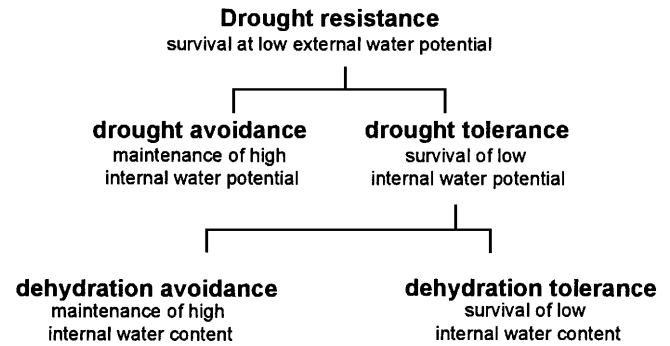 Drought resistance
survival at low external water potential
drought avoidance
maintenance of high
internal water potential
drought tolerance
survival of low
internal water potential
dehydration avoidance
maintenance of high
internal water content
dehydration tolerance
survival of low
internal water content